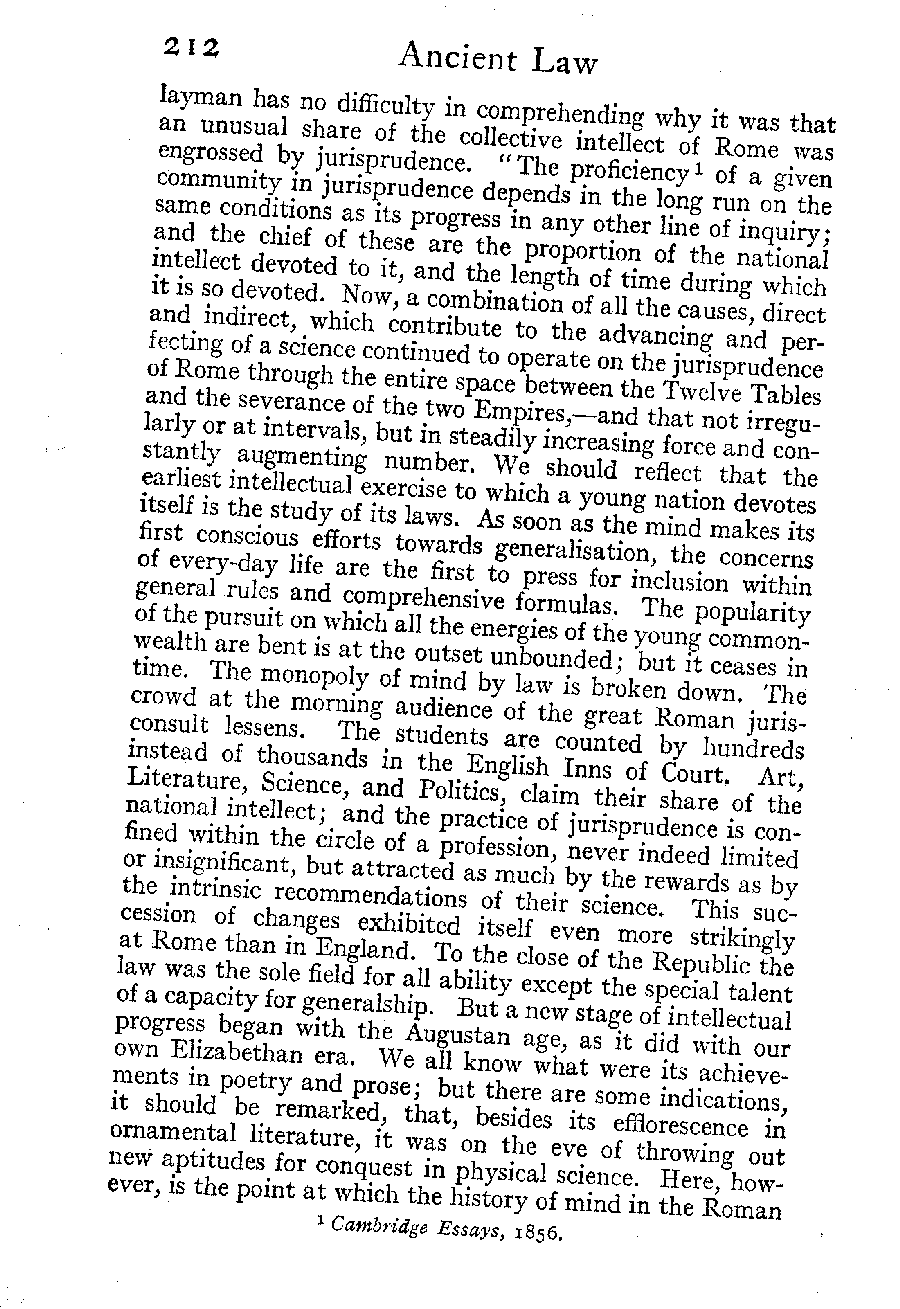 212 Ancient Law
layman has no difficulty in comprehending why it was that
an unusual share of the collective intellect of Rome was
engrossed by jurisprudence. "The proficiency¹ of a given
community in jurisprudence depends in the long run on the
same conditions as its progress in any other line of inquiry;
and the chief of these are the proportion of the national
intellect devoted to it, and the length of time during which
it is so devoted. Now, a combination of all the causes, direct
and indirect, which contribute to the advancing and per-
fecting of a science continued to operate on the jurisprudence
of Rome through the entire space between the Twelve Tables
and the severance of the two Empires,—and that not irregu-
larly or at intervals, but in steadily increasing force and con-
stantly augmenting number. We should reflect that the
earliest intellectual exercise to which a young nation devotes
itself is the study of its laws. As soon as the mind makes its
first conscious efforts towards generalisation, the concerns
of every-day life are the first to press for inclusion within
general rules and comprehensive formulas. The popularity
of the pursuit on which all the energies of the young common-
wealth are bent is at the outset unbounded; but it ceases in
time. The monopoly of mind by law is broken down. The
crowd at the morning audience of the great Roman juris-
consult lessens. The students are counted by hundreds
instead of thousands in the English Inns of Court. Art,
Literature, Science, and Politics, claim their share of the
national intellect; and the practice of jurisprudence is con-
fined within the circle of a profession, never indeed limited
or insignificant, but attracted as much by the rewards as by
the intrinsic recommendations of their science. This suc-
cession of changes exhibited itself even more strikingly
at Rome than in England. To the close of the Republic the
law was the sole field for all ability except the special talent
of a capacity for generalship. But a new stage of intellectual
progress began with the Augustan age, as it did with our
own Elizabethan era. We all know what were its achieve-
ments in poetry and prose; but there are some indications,
it should be remarked, that, besides its efflorescence in
ornamental literature, it was on the eve of throwing out
new aptitudes for conquest in physical science. Here, how-
ever, is the point at which the history of mind in the Roman
¹ Cambridge Essays, 1856.